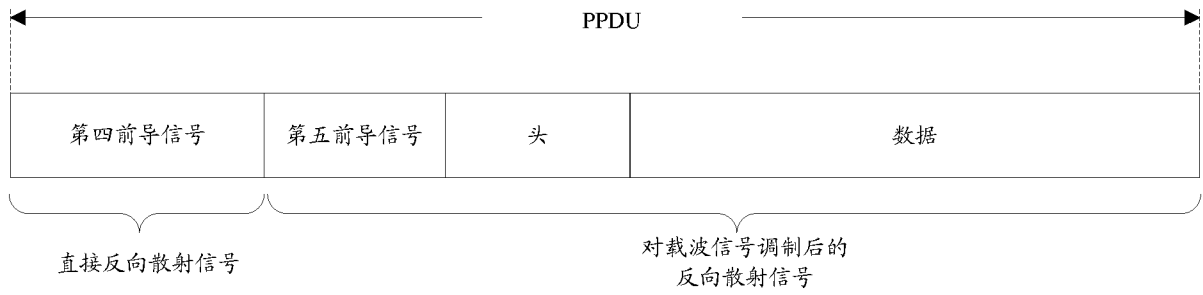 PPDU
第四前导信号
第五前导信号
头
数据
直接反向散射信号
对载波信号调制后的
反向散射信号